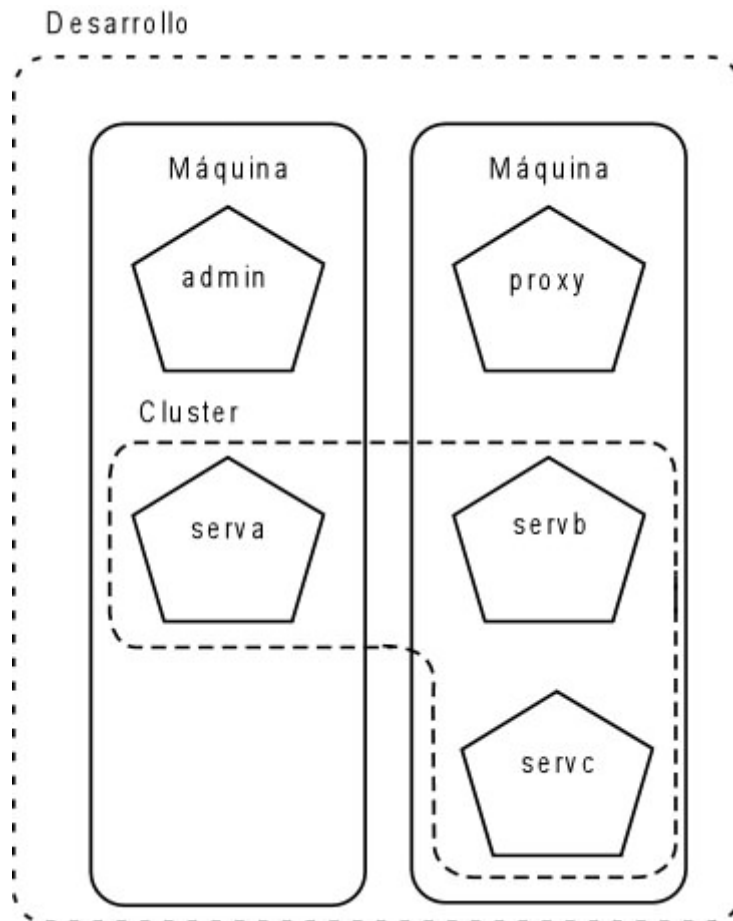 Desarrollo
Máquina
Máquina
admin
proxy
Cluster
serva
servb
servc